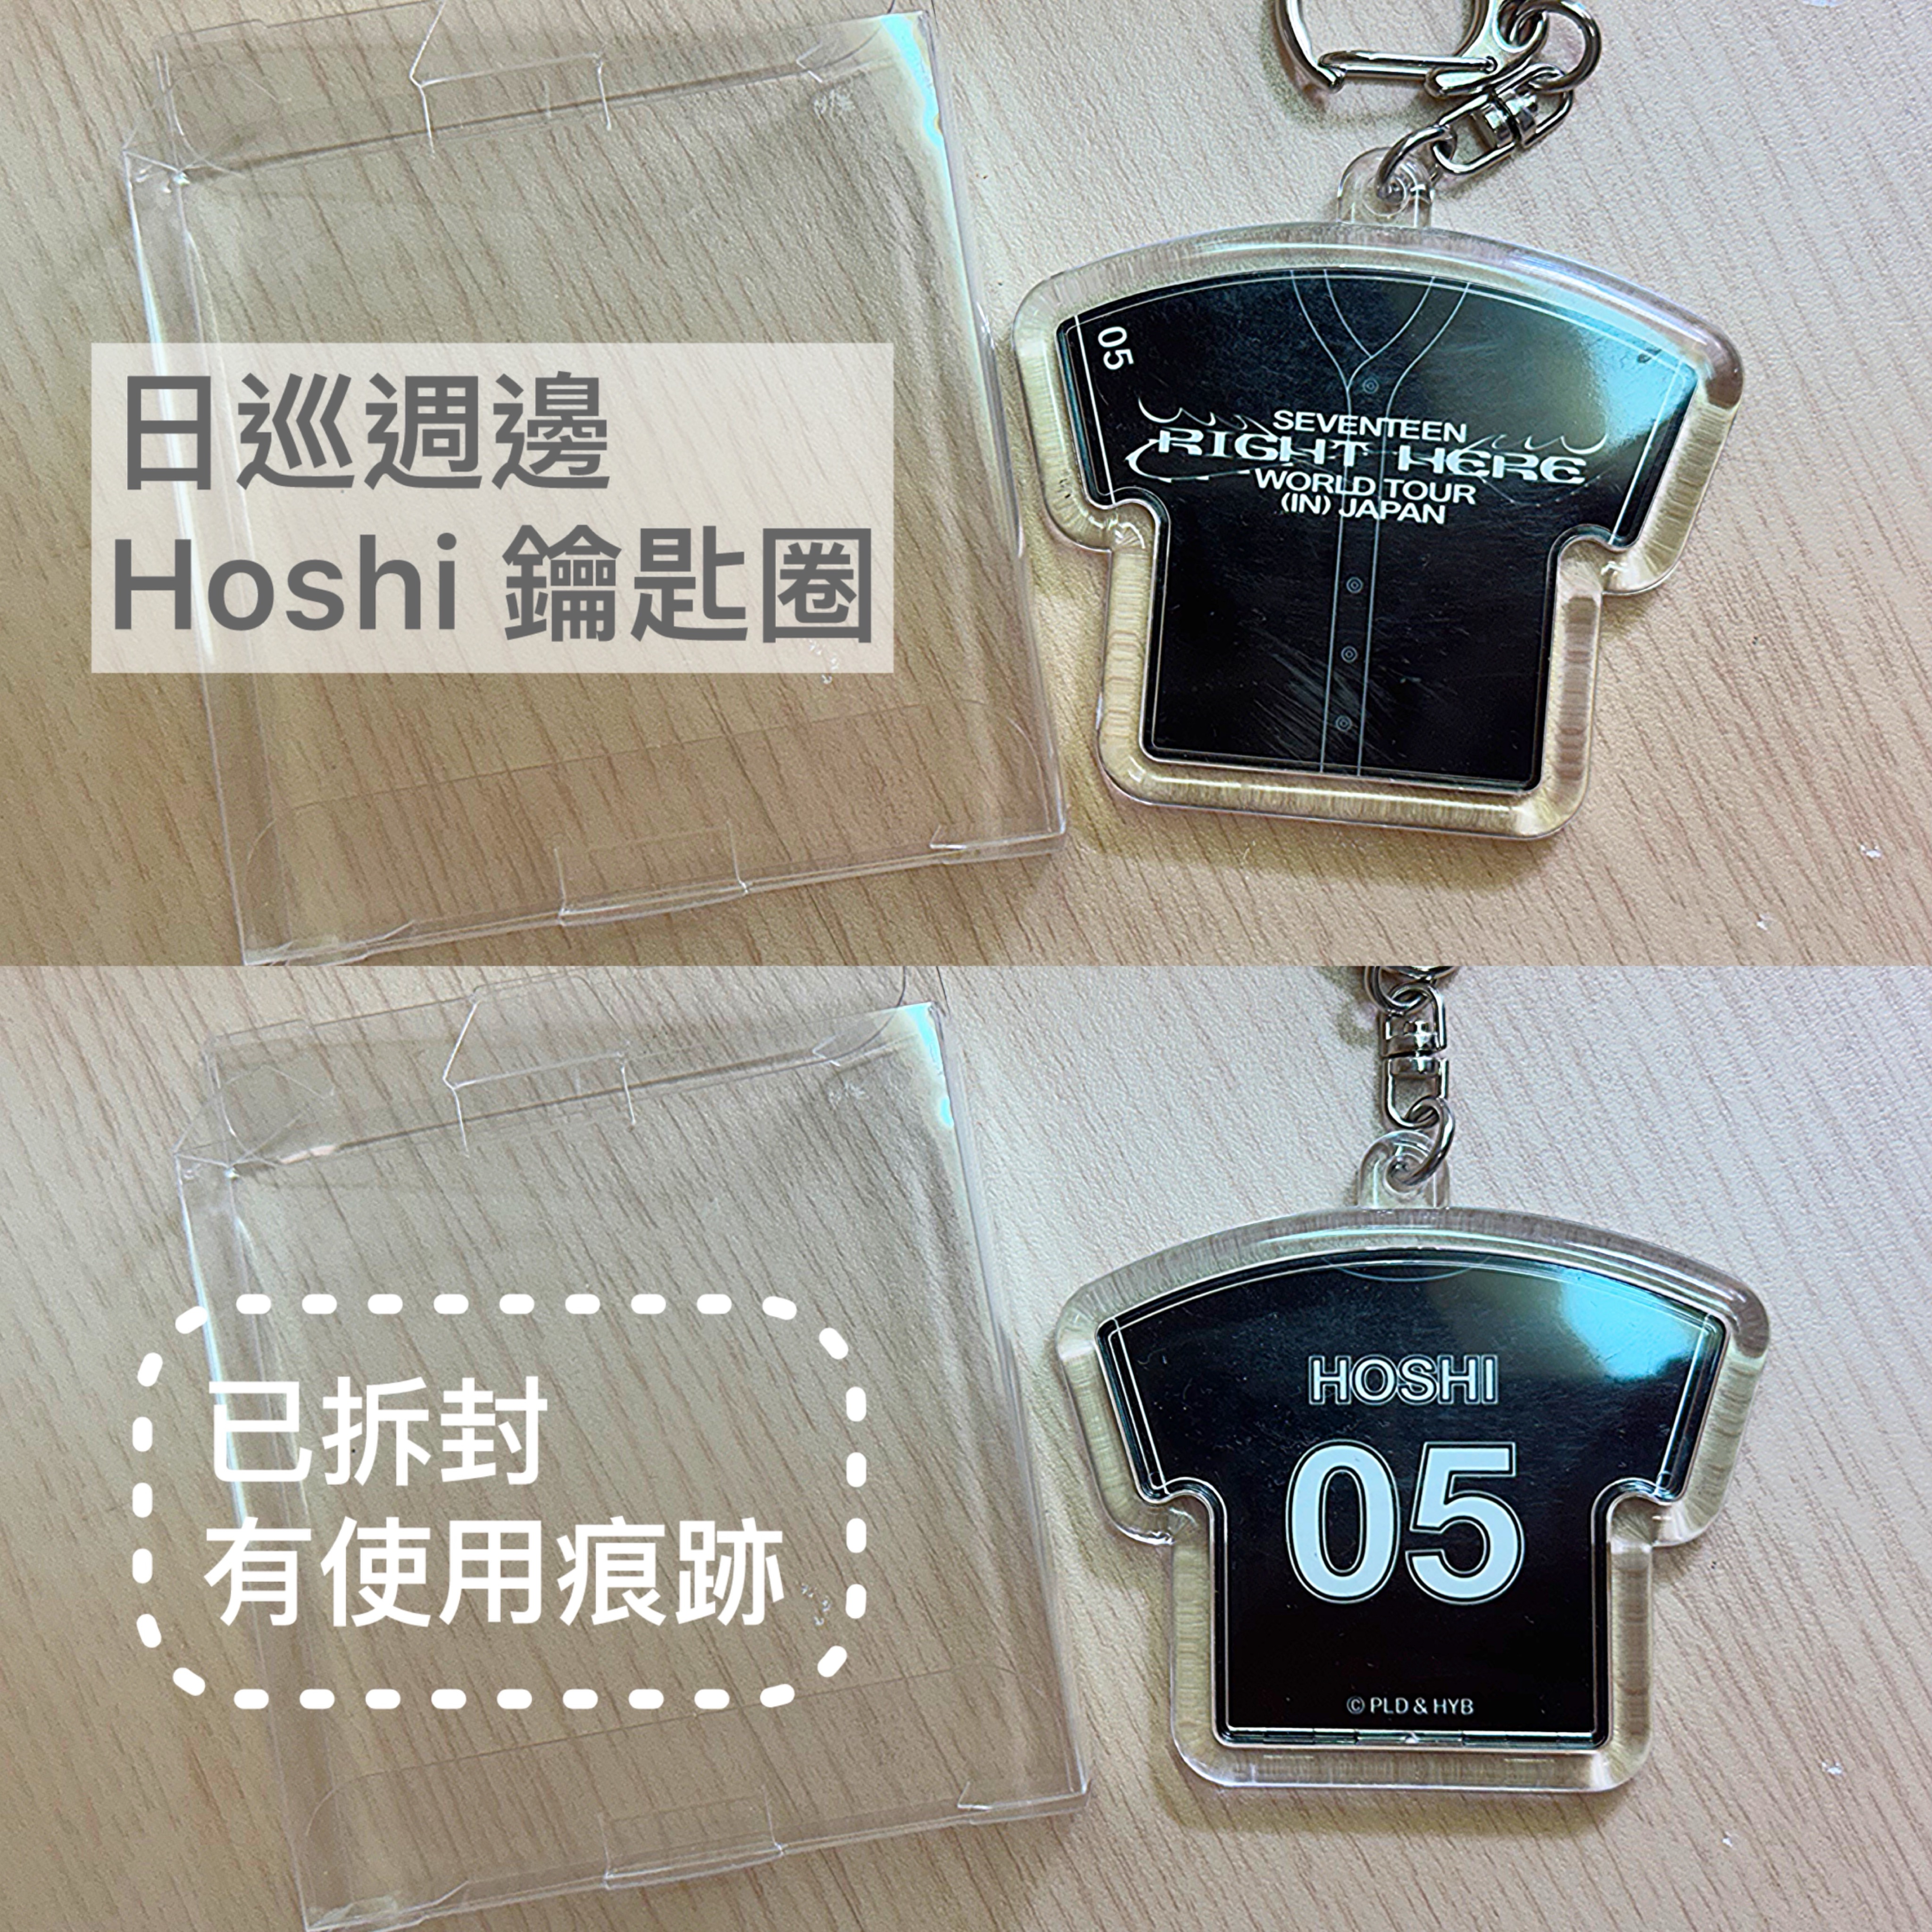 日巡週邊
Hoshi 鑰匙圈
05
SEVENTEEN
RIGHT HERE
WORLD TOUR
(IN) JAPAN
已拆封
有使用痕跡
HOSHI
05
© PLD & HYB